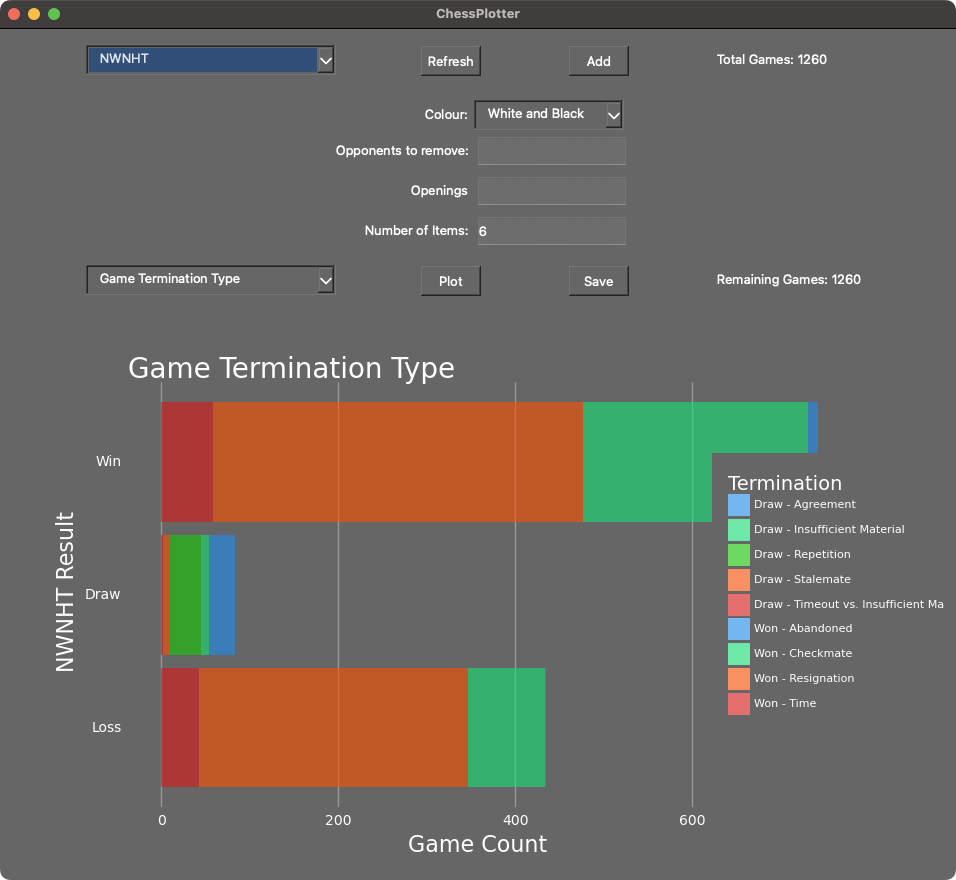 ChessPlotter
NWNHT
Refresh
Add
Total Games: 1260
Colour:
White and Black
Opponents to remove:
Openings
Number of Items:
6
Game Termination Type
Plot
Save
Remaining Games: 1260
Game Termination Type
NWNHT Result
Win
Draw
Loss
Termination
Draw - Agreement
Draw - Insufficient Material
Draw - Repetition
Draw - Stalemate
Draw - Timeout vs. Insufficient Ma
Won - Abandoned
Won - Checkmate
Won - Resignation
Won - Time
0
200
400
600
Game Count